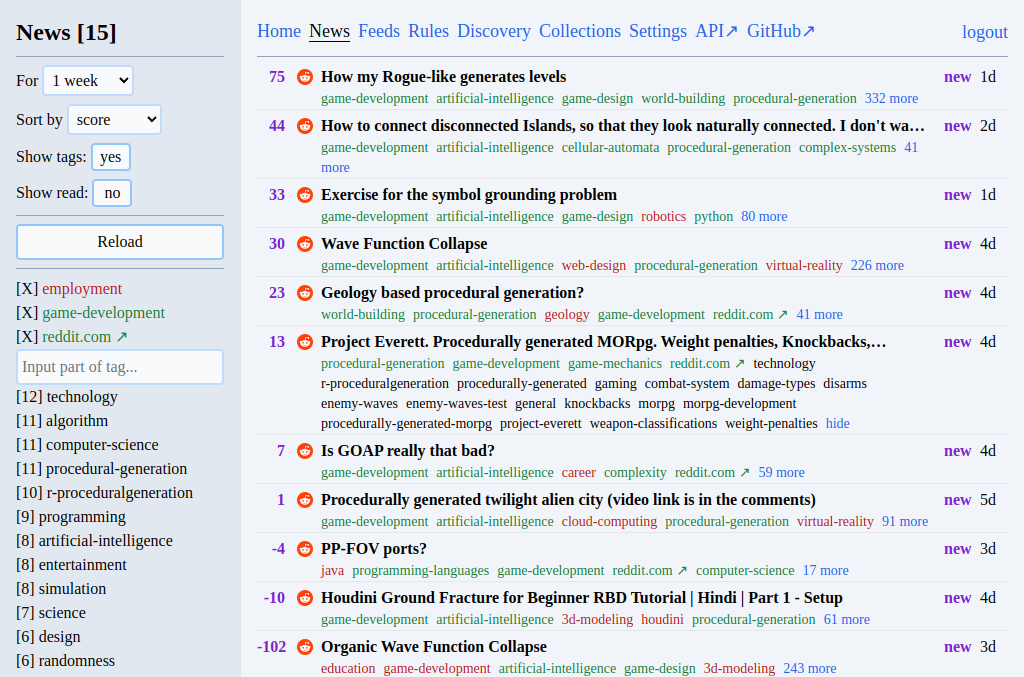 News [15]
For 1 week
Sort by score
Show tags: yes
Show read: no
Reload
[X] employment
[X] game-development
[X] reddit.com ↗
Input part of tag...
[12] technology
[11] algorithm
[11] computer-science
[11] procedural-generation
[10] r-proceduralgeneration
[9] programming
[8] artificial-intelligence
[8] entertainment
[8] simulation
[7] science
[6] design
[6] randomness
Home News Feeds Rules Discovery Collections Settings API↗ GitHub↗ logout
75 How my Rogue-like generates levels new 1d
game-development artificial-intelligence game-design world-building procedural-generation 332 more
44 How to connect disconnected Islands, so that they look naturally connected. I don't wa… new 2d
game-development artificial-intelligence cellular-automata procedural-generation complex-systems 41
more
33 Exercise for the symbol grounding problem new 1d
game-development artificial-intelligence game-design robotics python 80 more
30 Wave Function Collapse new 4d
game-development artificial-intelligence web-design procedural-generation virtual-reality 226 more
23 Geology based procedural generation? new 4d
world-building procedural-generation geology game-development reddit.com ↗ 41 more
13 Project Everett. Procedurally generated MORpg. Weight penalties, Knockbacks,… new 4d
procedural-generation game-development game-mechanics reddit.com ↗ technology
r-proceduralgeneration procedurally-generated gaming combat-system damage-types disarms
enemy-waves enemy-waves-test general knockbacks morpg morpg-development
procedurally-generated-morpg project-everett weapon-classifications weight-penalties hide
7 Is GOAP really that bad? new 4d
game-development artificial-intelligence career complexity reddit.com ↗ 59 more
1 Procedurally generated twilight alien city (video link is in the comments) new 5d
game-development artificial-intelligence cloud-computing procedural-generation virtual-reality 91 more
-4 PP-FOV ports? new 3d
java programming-languages game-development reddit.com ↗ computer-science 17 more
-10 Houdini Ground Fracture for Beginner RBD Tutorial | Hindi | Part 1 - Setup new 4d
game-development artificial-intelligence 3d-modeling houdini procedural-generation 61 more
-102 Organic Wave Function Collapse new 3d
education game-development artificial-intelligence game-design 3d-modeling 243 more